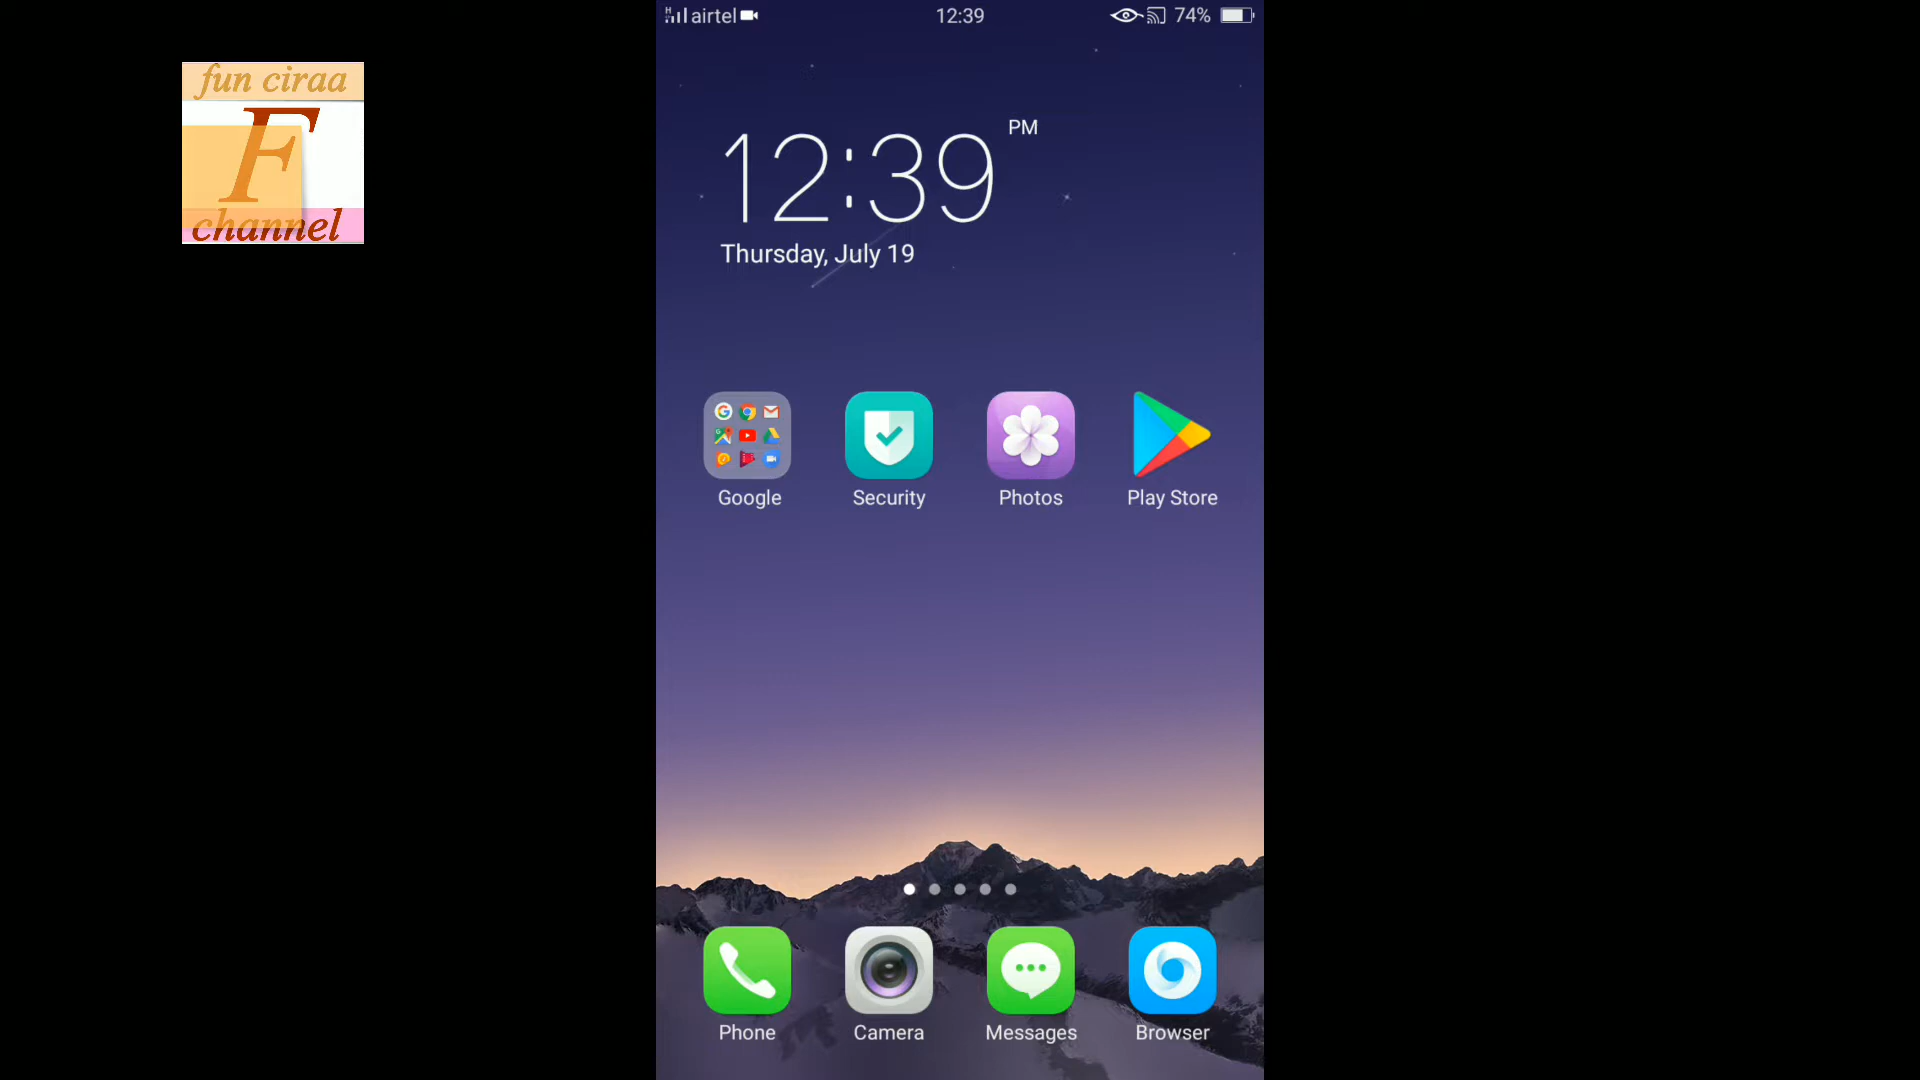 airtel 12:39 74%
fun ciraa
F
channel
12:39 PM
Thursday, July 19
Google Security Photos Play Store
Phone Camera Messages Browser